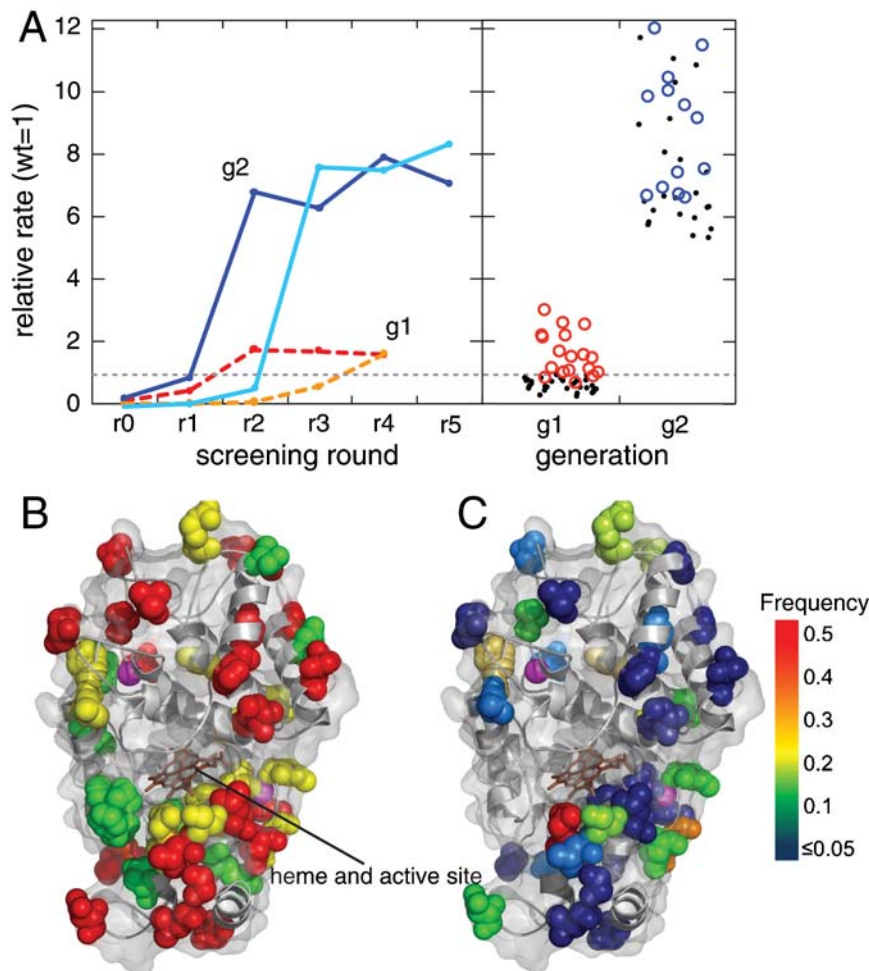 A
12
10
8
6
4
2
0
relative rate (wt=1)
g2
g1
r0 r1 r2 r3 r4 r5
screening round
g1 g2
generation
B
C
heme and active site
Frequency
0.5
0.4
0.3
0.2
0.1
≤0.05